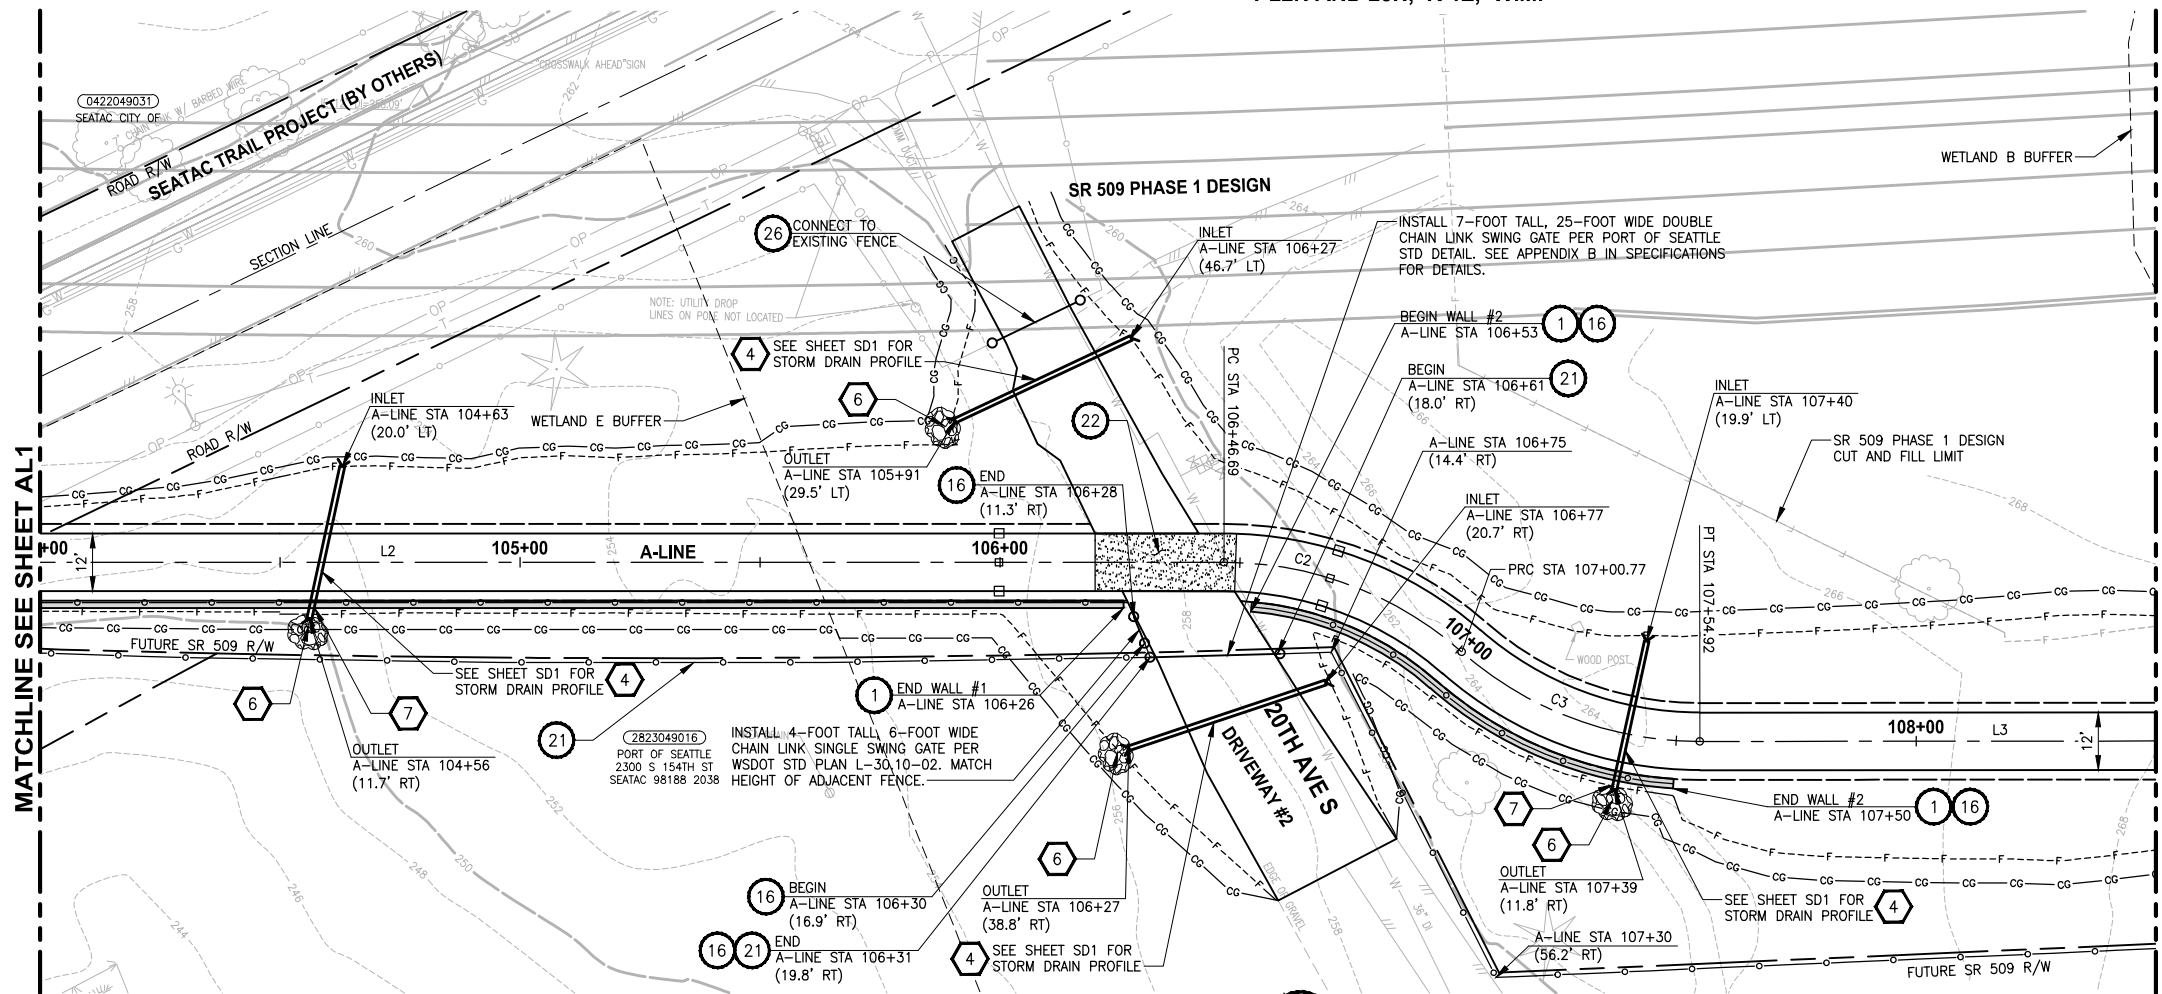 0422049031
SEATAC CITY OF
ROAD R/W
SEATAC TRAIL PROJECT (BY OTHERS)
7' CHAIN LINK W/ BARBED WIRE
"CROSSWALK AHEAD"SIGN
SECTION LINE
ROAD R/W
SR 509 PHASE 1 DESIGN
WETLAND B BUFFER
26
CONNECT TO
EXISTING FENCE
INLET
A-LINE STA 106+27
(46.7' LT)
INSTALL 7-FOOT TALL, 25-FOOT WIDE DOUBLE
CHAIN LINK SWING GATE PER PORT OF SEATTLE
STD DETAIL. SEE APPENDIX B IN SPECIFICATIONS
FOR DETAILS.
NOTE: UTILITY DROP
LINES ON POLE NOT LOCATED
BEGIN WALL #2
A-LINE STA 106+53
1
16
4
SEE SHEET SD1 FOR
STORM DRAIN PROFILE
6
BEGIN
A-LINE STA 106+61
(18.0' RT)
21
PC STA 106+46.69
INLET
A-LINE STA 104+63
(20.0' LT)
WETLAND E BUFFER
22
INLET
A-LINE STA 107+40
(19.9' LT)
A-LINE STA 106+75
(14.4' RT)
SR 509 PHASE 1 DESIGN
CUT AND FILL LIMIT
OUTLET
A-LINE STA 105+91
(29.5' LT)
16
END
A-LINE STA 106+28
(11.3' RT)
INLET
A-LINE STA 106+77
(20.7' RT)
MATCHLINE SEE SHEET AL1
+00
12'
L2
105+00
A-LINE
106+00
C2
PRC STA 107+00.77
PT STA 107+54.92
107+00
WOOD POST
C3
108+00
L3
12'
FUTURE SR 509 R/W
SEE SHEET SD1 FOR
STORM DRAIN PROFILE
4
6
7
OUTLET
A-LINE STA 104+56
(11.7' RT)
21
1
END WALL #1
A-LINE STA 106+26
2823049016
PORT OF SEATTLE
2300 S 154TH ST
SEATAC 98188 2038
INSTALL 4-FOOT TALL, 6-FOOT WIDE
CHAIN LINK SINGLE SWING GATE PER
WSDOT STD PLAN L-30.10-02. MATCH
HEIGHT OF ADJACENT FENCE.
20TH AVE S
DRIVEWAY #2
END WALL #2
A-LINE STA 107+50
1
16
7
6
6
16
BEGIN
A-LINE STA 106+30
(16.9' RT)
OUTLET
A-LINE STA 106+27
(38.8' RT)
EDGE OF GRAVEL
36" DI
OUTLET
A-LINE STA 107+39
(11.8' RT)
SEE SHEET SD1 FOR
STORM DRAIN PROFILE
4
16
21
END
A-LINE STA 106+31
(19.8' RT)
4
SEE SHEET SD1 FOR
STORM DRAIN PROFILE
A-LINE STA 107+30
(56.2' RT)
FUTURE SR 509 R/W